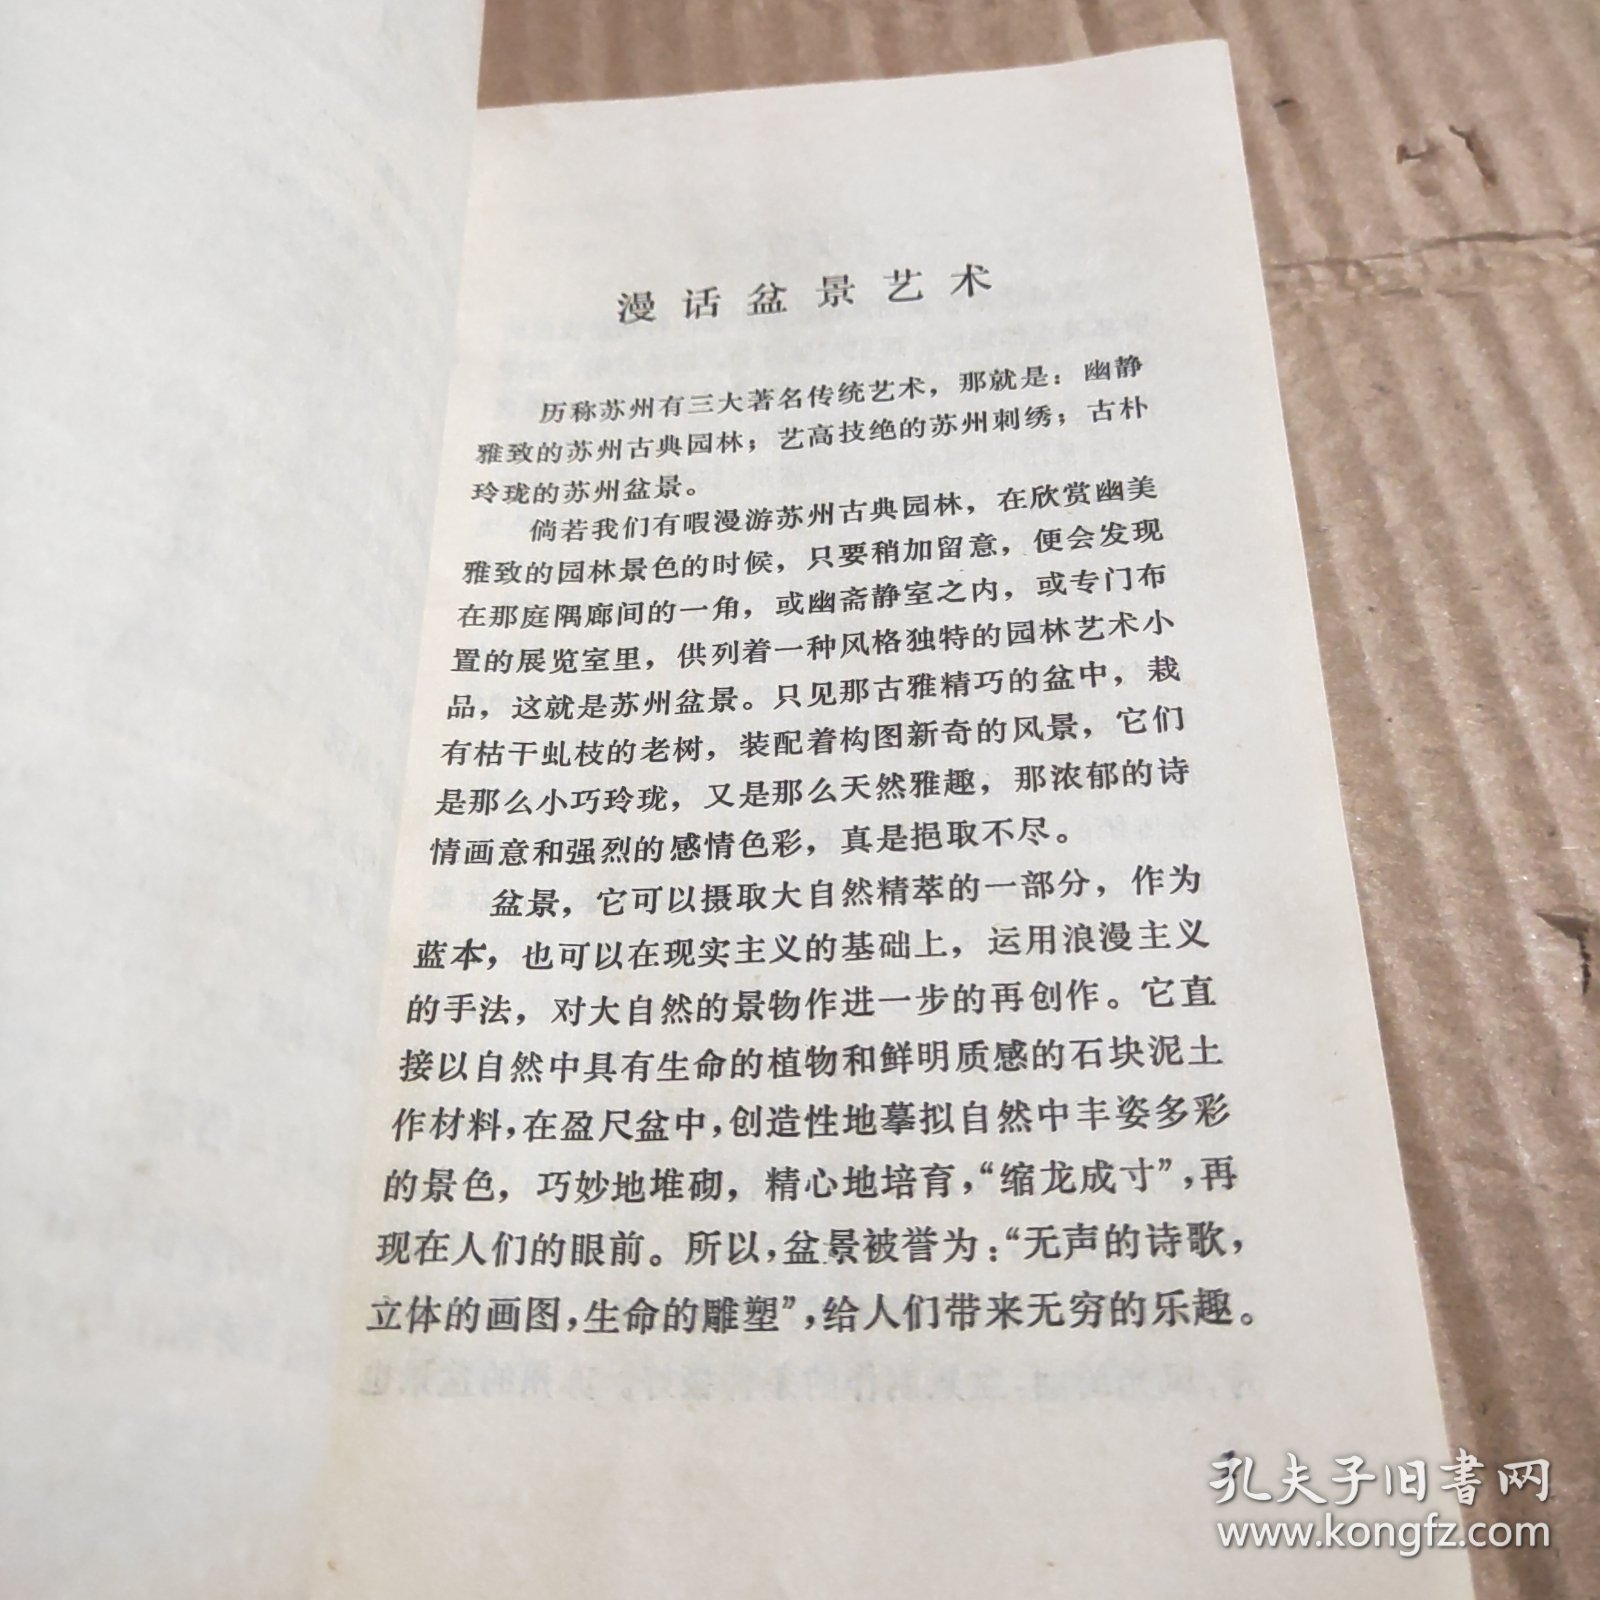 漫话盆景艺术
历称苏州有三大著名传统艺术，那就是：幽静
雅致的苏州古典园林；艺高技绝的苏州刺绣；古朴
玲珑的苏州盆景。
倘若我们有暇漫游苏州古典园林，在欣赏幽美
雅致的园林景色的时候，只要稍加留意，便会发现
在那庭隅廊间的一角，或幽斋静室之内，或专门布
置的展览室里，供列着一种风格独特的园林艺术小
品，这就是苏州盆景。只见那古雅精巧的盆中，栽
有枯干虬枝的老树，装配着构图新奇的风景，它们
是那么小巧玲珑，又是那么天然雅趣，那浓郁的诗
情画意和强烈的感情色彩，真是挹取不尽。
盆景，它可以摄取大自然精萃的一部分，作为
蓝本，也可以在现实主义的基础上，运用浪漫主义
的手法，对大自然的景物作进一步的再创作。它直
接以自然中具有生命的植物和鲜明质感的石块泥土
作材料，在盈尺盆中，创造性地摹拟自然中丰姿多彩
的景色，巧妙地堆砌，精心地培育，“缩龙成寸”，再
现在人们的眼前。所以，盆景被誉为：“无声的诗歌，
立体的画图，生命的雕塑”，给人们带来无穷的乐趣。
孔夫子旧书网
www.kongfz.com